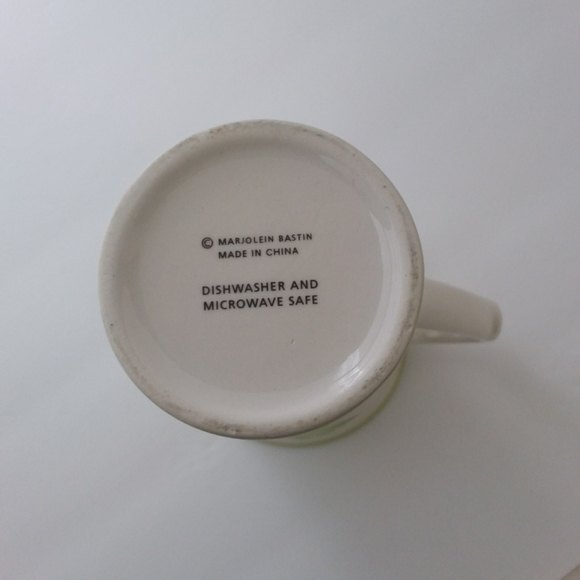 © MARJOLEIN BASTIN
MADE IN CHINA
DISHWASHER AND
MICROWAVE SAFE